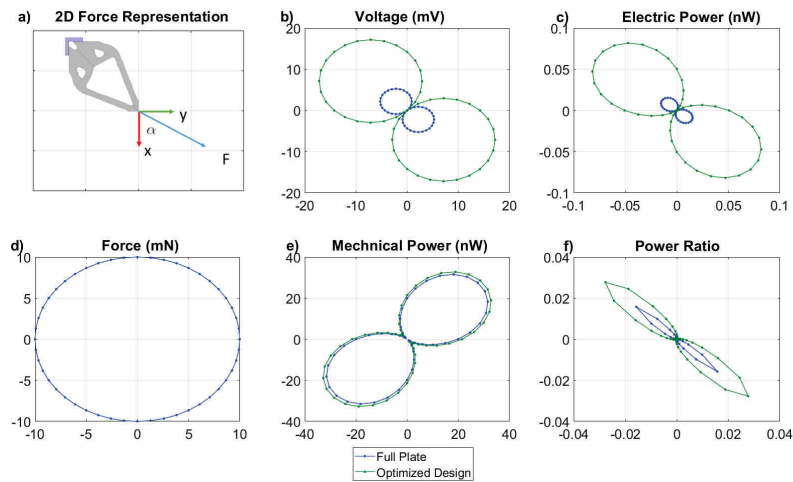 a) 2D Force Representation
y
α
x
F
b) Voltage (mV)
20
10
0
-10
-20
-20 -10 0 10 20
c) Electric Power (nW)
0.1
0.05
0
-0.05
-0.1
-0.1 -0.05 0 0.05 0.1
d) Force (mN)
10
5
0
-5
-10
-10 -5 0 5 10
e) Mechnical Power (nW)
40
20
0
-20
-40
-40 -20 0 20 40
f) Power Ratio
0.04
0.02
0
-0.02
-0.04
-0.04 -0.02 0 0.02 0.04
Full Plate
Optimized Design